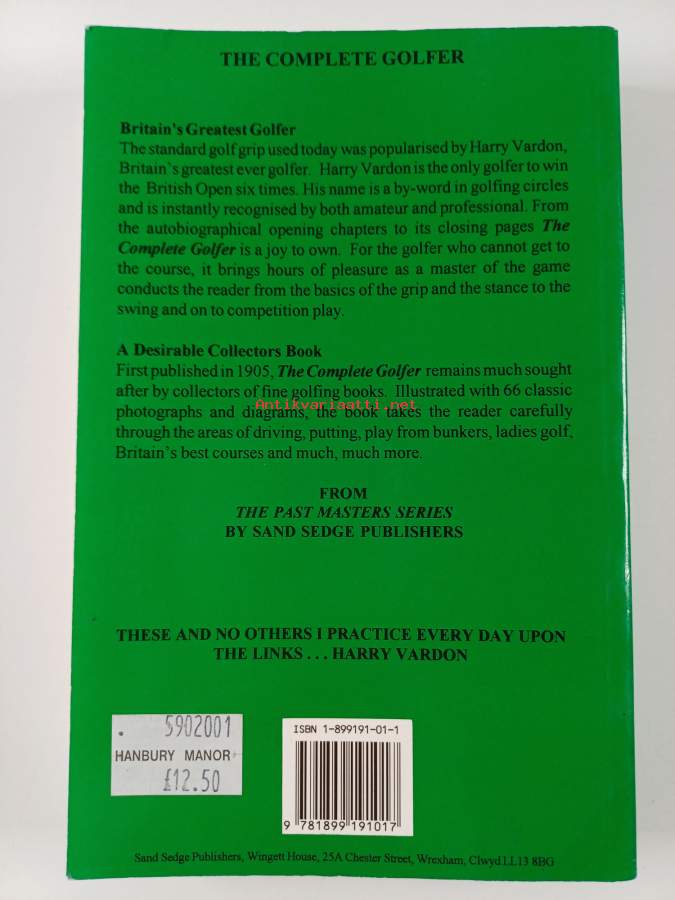 THE COMPLETE GOLFER
Britain's Greatest Golfer
The standard golf grip used today was popularised by Harry Vardon,
Britain`s greatest ever golfer. Harry Vardon is the only golfer to win
the British Open six times. His name is a by-word in golfing circles
and is instantly recognised by both amateur and professional. From
the autobiographical opening chapters to its closing pages The
Complete Golfer is a joy to own. For the golfer who cannot get to
the course, it brings hours of pleasure as a master of the game
conducts the reader from the basics of the grip and the stance to the
swing and on to competition play.
A Desirable Collectors Book
First published in 1905, The Complete Golfer remains much sought
after by collectors of fine golfing books. Illustrated with 66 classic
Antikvariaatti.net
photographs and diagrams, the book takes the reader carefully
through the areas of driving, putting, play from bunkers, ladies golf,
Britain's best courses and much, much more.
FROM
THE PAST MASTERS SERIES
BY SAND SEDGE PUBLISHERS
THESE AND NO OTHERS I PRACTICE EVERY DAY UPON
THE LINKS . . . HARRY VARDON
. 5902001
HANBURY MANOR
£12.50
ISBN 1-899191-01-1
9 781899 191017
Sand Sedge Publishers, Wingett House, 25A Chester Street, Wrexham, Clwyd LL13 8BG